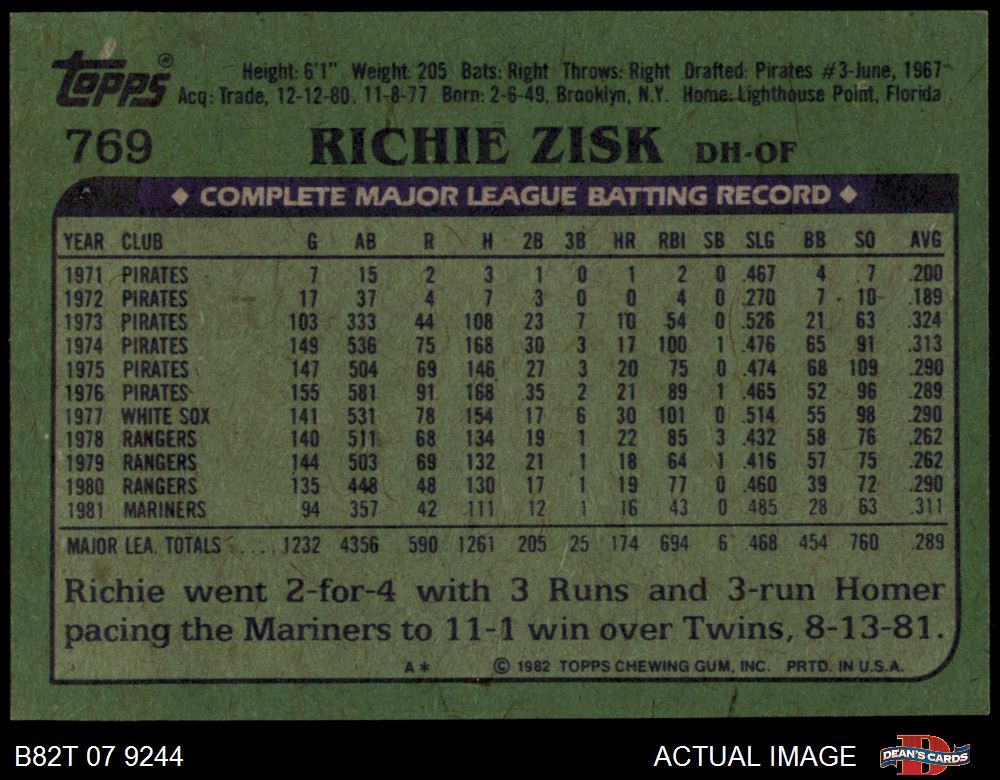 Topps®
Height: 6'1" Weight: 205 Bats: Right Throws: Right Drafted: Pirates #3-June, 1967
Acq: Trade, 12-12-80. 11-8-77 Born: 2-6-49, Brooklyn, N.Y. Home: Lighthouse Point, Florida
769 RICHIE ZISK DH-OF
◆ COMPLETE MAJOR LEAGUE BATTING RECORD ◆
YEAR CLUB G AB R H 2B 3B HR RBI SB SLG BB SO AVG
1971 PIRATES 7 15 2 3 1 0 1 2 0 .467 4 7 .200
1972 PIRATES 17 37 4 7 3 0 0 4 0 .270 7 10 .189
1973 PIRATES 103 333 44 108 23 7 10 54 0 .526 21 63 .324
1974 PIRATES 149 536 75 168 30 3 17 100 1 .476 65 91 .313
1975 PIRATES 147 504 69 146 27 3 20 75 0 .474 68 109 .290
1976 PIRATES 155 581 91 168 35 2 21 89 1 .465 52 96 .289
1977 WHITE SOX 141 531 78 154 17 6 30 101 0 .514 55 98 .290
1978 RANGERS 140 511 68 134 19 1 22 85 3 .432 58 76 .262
1979 RANGERS 144 503 69 132 21 1 18 64 1 .416 57 75 .262
1980 RANGERS 135 448 48 130 17 1 19 77 0 .460 39 72 .290
1981 MARINERS 94 357 42 111 12 1 16 43 0 .485 28 63 .311
MAJOR LEA. TOTALS ..... 1232 4356 590 1261 205 25 174 694 6 .468 454 760 .289
Richie went 2-for-4 with 3 Runs and 3-run Homer
pacing the Mariners to 11-1 win over Twins, 8-13-81.
A* © 1982 TOPPS CHEWING GUM, INC. PRTD. IN U.S.A.
B82T 07 9244 ACTUAL IMAGE DEAN'S CARDS